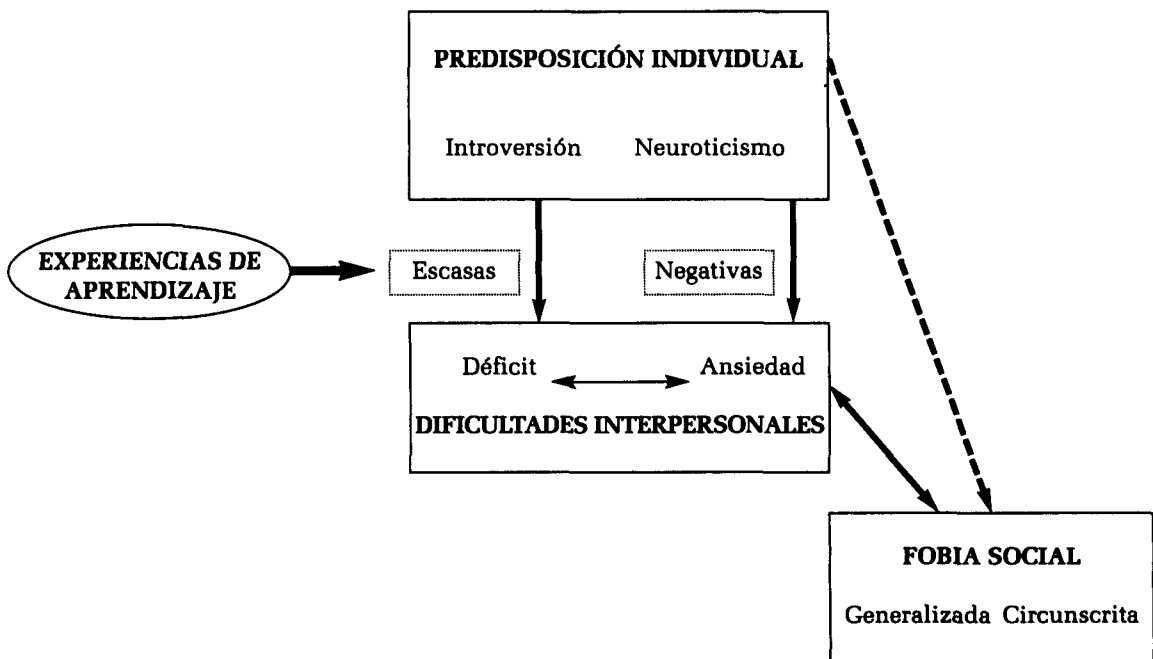 PREDISPOSICIÓN INDIVIDUAL
Introversión Neuroticismo
EXPERIENCIAS DE
APRENDIZAJE
Escasas Negativas
Déficit Ansiedad
DIFICULTADES INTERPERSONALES
FOBIA SOCIAL
Generalizada Circunscrita